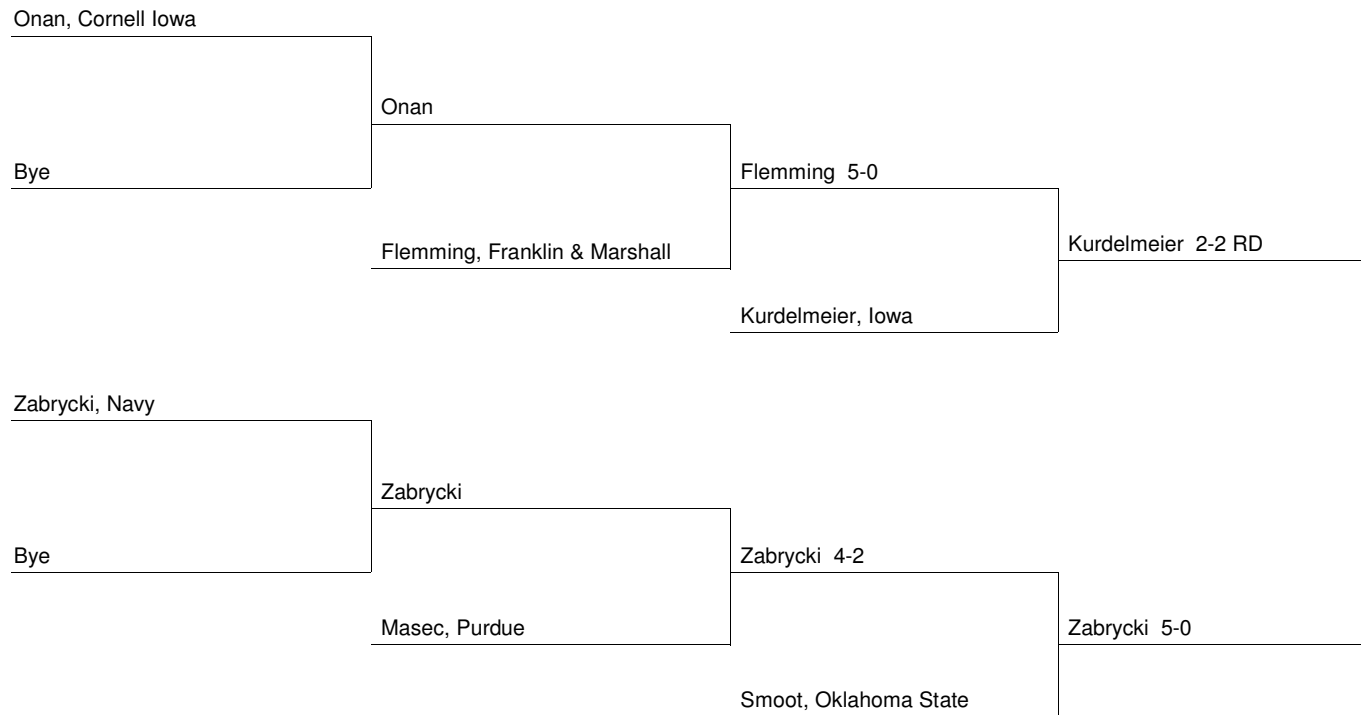 Onan, Cornell Iowa
Onan
Bye
Flemming  5-0
Kurdelmeier  2-2 RD
Flemming, Franklin & Marshall
Kurdelmeier, Iowa
Zabrycki, Navy
Zabrycki
Bye
Zabrycki  4-2
Masec, Purdue
Zabrycki  5-0
Smoot, Oklahoma State